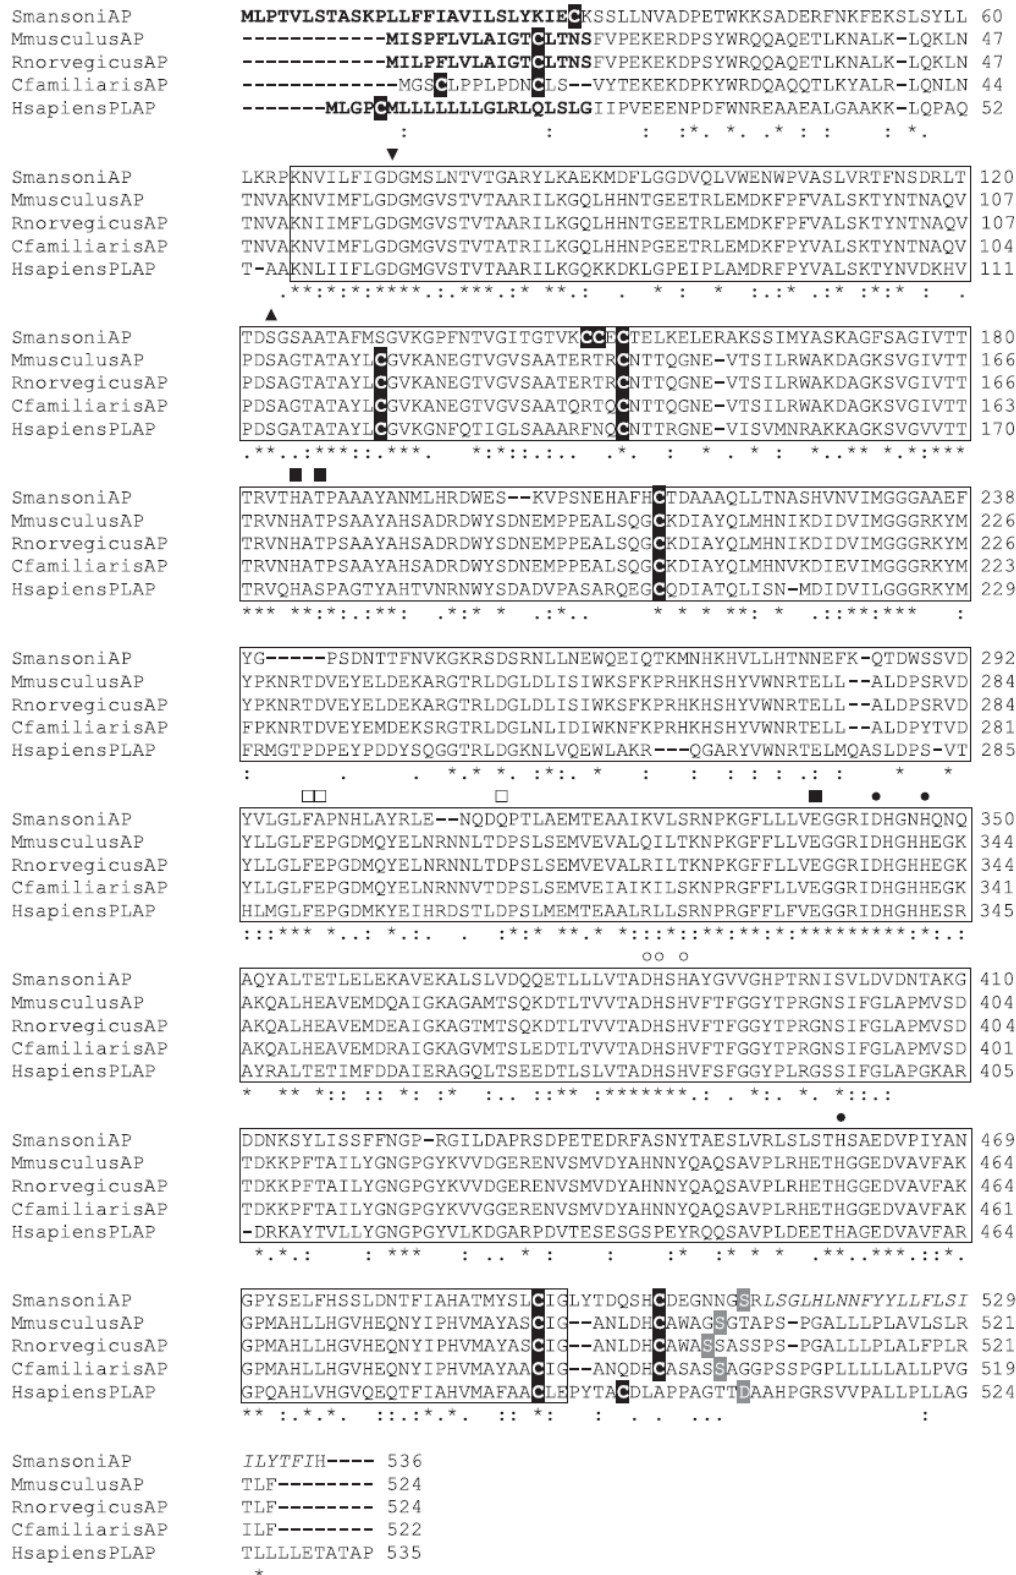 SmansoniAP MLPTVLSTASKPLLFFIAVILSLYKIECKSSLLNVADPETWKKSADERFNKFEKSLSYLL 60
MmusculusAP ------------MISPFLVLAIGTCLTNSFVPEKERDPSYWRQQAQETLKNALK-LQKLN 47
RnorvegicusAP ------------MILPFLVLAIGTCLTNSFVPEKERDPSYWRQQAQETLKNALK-LQKLN 47
CfamiliarisAP -------------MGSCLPPLPDNCLS--VYTEKEKDPKYWRDQAQQTLKYALR-LQNLN 44
HsapiensPLAP -------MLGPCMLLLLLLLGLRLQLSLGIIPVEEENPDFWNREAAEALGAAKK-LQPAQ 52
: : : :*. *. * : *.
▼
SmansoniAP LKRPKNVILFIGDGMSLNTVTGARYLKAEKMDFLGGDVQLVWENWPVASLVRTFNSDRLT 120
MmusculusAP TNVAKNVIMFLGDGMGVSTVTAARILKGQLHHNTGEETRLEMDKFPFVALSKTYNTNAQV 107
RnorvegicusAP TNVAKNIIMFLGDGMGVSTVTAARILKGQLHHNTGEETRLEMDKFPFVALSKTYNTNAQV 107
CfamiliarisAP TNVAKNVIMFLGDGMGVSTVTATRILKGQLHHNPGEETRLEMDKFPYVALSKTYNTNAQV 104
HsapiensPLAP T-AAKNLIIFLGDGMGVSTVTAARILKGQKKDKLGPEIPLAMDRFPYVALSKTYNVDKHV 111
.**:*:*:****.:.***.:* **.: . * : * : :* .:* :*:* : .
▲
SmansoniAP TDSGSAATAFMSGVKGPFNTVGITGTVKCCECTELKELERAKSSIMYASKAGFSAGIVTT 180
MmusculusAP PDSAGTATAYLCGVKANEGTVGVSAATERTRCNTTQGNE-VTSILRWAKDAGKSVGIVTT 166
RnorvegicusAP PDSAGTATAYLCGVKANEGTVGVSAATERTRCNTTQGNE-VTSILRWAKDAGKSVGIVTT 166
CfamiliarisAP PDSAGTATAYLCGVKANEGTVGVSAATQRTQCNTTQGNE-VTSILRWAKDAGKSVGIVTT 163
HsapiensPLAP PDSGATATAYLCGVKGNFQTIGLSAAARFNQCNTTRGNE-VISVMNRAKKAGKSVGVVTT 170
.**..:***::.***. *:*::.:.. .*. : * . * : *..** *.*:***
■ ■
SmansoniAP TRVTHATPAAAYANMLHRDWES--KVPSNEHAFHCTDAAAQLLTNASHVNVIMGGGAAEF 238
MmusculusAP TRVNHATPSAAYAHSADRDWYSDNEMPPEALSQGCKDIAYQLMHNIKDIDVIMGGGRKYM 226
RnorvegicusAP TRVNHATPSAAYAHSADRDWYSDNEMPPEALSQGCKDIAYQLMHNIKDIDVIMGGGRKYM 226
CfamiliarisAP TRVNHATPSAAYAHSADRDWYSDNEMPPEALSQGCKDIAYQLMHNVKDIEVIMGGGRKYM 223
HsapiensPLAP TRVQHASPAGTYAHTVNRNWYSDADVPASARQEGCQDIATQLISN-MDIDVILGGGRKYM 229
*** **:*:.:**: .*:* * .:*.. * * * **: * .::**:*** :
SmansoniAP YG-----PSDNTTFNVKGKRSDSRNLLNEWQEIQTKMNHKHVLLHTNNEFK-QTDWSSVD 292
MmusculusAP YPKNRTDVEYELDEKARGTRLDGLDLISIWKSFKPRHKHSHYVWNRTELL--ALDPSRVD 284
RnorvegicusAP YPKNRTDVEYELDEKARGTRLDGLDLISIWKSFKPRHKHSHYVWNRTELL--ALDPSRVD 284
CfamiliarisAP FPKNRTDVEYEMDEKSRGTRLDGLNLIDIWKNFKPRHKHSHYVWNRTELL--ALDPYTVD 281
HsapiensPLAP FRMGTPDPEYPDDYSQGGTRLDGKNLVQEWLAKR---QGARYVWNRTELMQASLDPS-VT 285
: . . *.* *. :*:. * : : : : .: * *
□□ □ ■ ● ●
SmansoniAP YVLGLFAPNHLAYRLE--NQDQPTLAEMTEAAIKVLSRNPKGFLLLVEGGRIDHGNHQNQ 350
MmusculusAP YLLGLFEPGDMQYELNRNNLTDPSLSEMVEVALQILTKNPKGFFLLVEGGRIDHGHHEGK 344
RnorvegicusAP YLLGLFEPGDMQYELNRNNLTDPSLSEMVEVALRILTKNPKGFFLLVEGGRIDHGHHEGK 344
CfamiliarisAP YLLGLFEPGDMQYELNRNNVTDPSLSEMVEIAIKILSKNPRGFFLLVEGGRIDHGHHEGK 341
HsapiensPLAP HLMGLFEPGDMKYEIHRDSTLDPSLMEMTEAALRLLSRNPRGFFLFVEGGRIDHGHHESR 345
:::*** *..: *.:. . :*:* **.* *:::*::**:**:*:*********:*:.:
○○ ○
SmansoniAP AQYALTETLELEKAVEKALSLVDQQETLLLVTADHSHAYGVVGHPTRNISVLDVDNTAKG 410
MmusculusAP AKQALHEAVEMDQAIGKAGAMTSQKDTLTVVTADHSHVFTFGGYTPRGNSIFGLAPMVSD 404
RnorvegicusAP AKQALHEAVEMDEAIGKAGTMTSQKDTLTVVTADHSHVFTFGGYTPRGNSIFGLAPMVSD 404
CfamiliarisAP AKQALHEAVEMDRAIGKAGVMTSLEDTLTVVTADHSHVFTFGGYTPRGNSIFGLAPMVSD 401
HsapiensPLAP AYRALTETIMFDDAIERAGQLTSEEDTLSLVTADHSHVFSFGGYPLRGSSIFGLAPGKAR 405
* ** *:: :: *: :* :.. ::** :*******.: . *:. *. *::.:
●
SmansoniAP DDNKSYLISSFFNGP-RGILDAPRSDPETEDRFASNYTAESLVRLSLSTHSAEDVPIYAN 469
MmusculusAP TDKKPFTAILYGNGPGYKVVDGERENVSMVDYAHNNYQAQSAVPLRHETHGGEDVAVFAK 464
RnorvegicusAP TDKKPFTAILYGNGPGYKVVDGERENVSMVDYAHNNYQAQSAVPLRHETHGGEDVAVFAK 464
CfamiliarisAP TDKKPFTAILYGNGPGYKVVGGERENVSMVDYAHNNYQAQSAVPLRHETHGGEDVAVFAK 461
HsapiensPLAP -DRKAYTVLLYGNGPGYVLKDGARPDVTESESGSPEYRQQSAVPLDEETHAGEDVAVFAR 464
*.*.: : *** : .. * : : :* :* * * .**..***.::*.
SmansoniAP GPYSELFHSSLDNTFIAHATMYSLCIGLYTDQSHCDEGNNGSRLSGLHLNNFYYLLFLSI 529
MmusculusAP GPMAHLLHGVHEQNYIPHVMAYASCIG--ANLDHCAWAGSGTAPS-PGALLLPLAVLSLR 521
RnorvegicusAP GPMAHLLHGVHEQNYIPHVMAYASCIG--ANLDHCAWASSASSPS-PGALLLPLALFPLR 521
CfamiliarisAP GPMAHLLHGVHEQNYIPHVMAYAACIG--ANQDHCASASSAGGPSSPGPLLLLLALLPVG 519
HsapiensPLAP GPQAHLVHGVQEQTFIAHVMAFAACLEPYTACDLAPPAGTTDAAHPGRSVVPALLPLLAG 524
** :.*.*. ::.:*.*. :: *: : . ... :
SmansoniAP ILYTFIH---- 536
MmusculusAP TLF-------- 524
RnorvegicusAP TLF-------- 524
CfamiliarisAP ILF-------- 522
HsapiensPLAP TLLLLETATAP 535
*